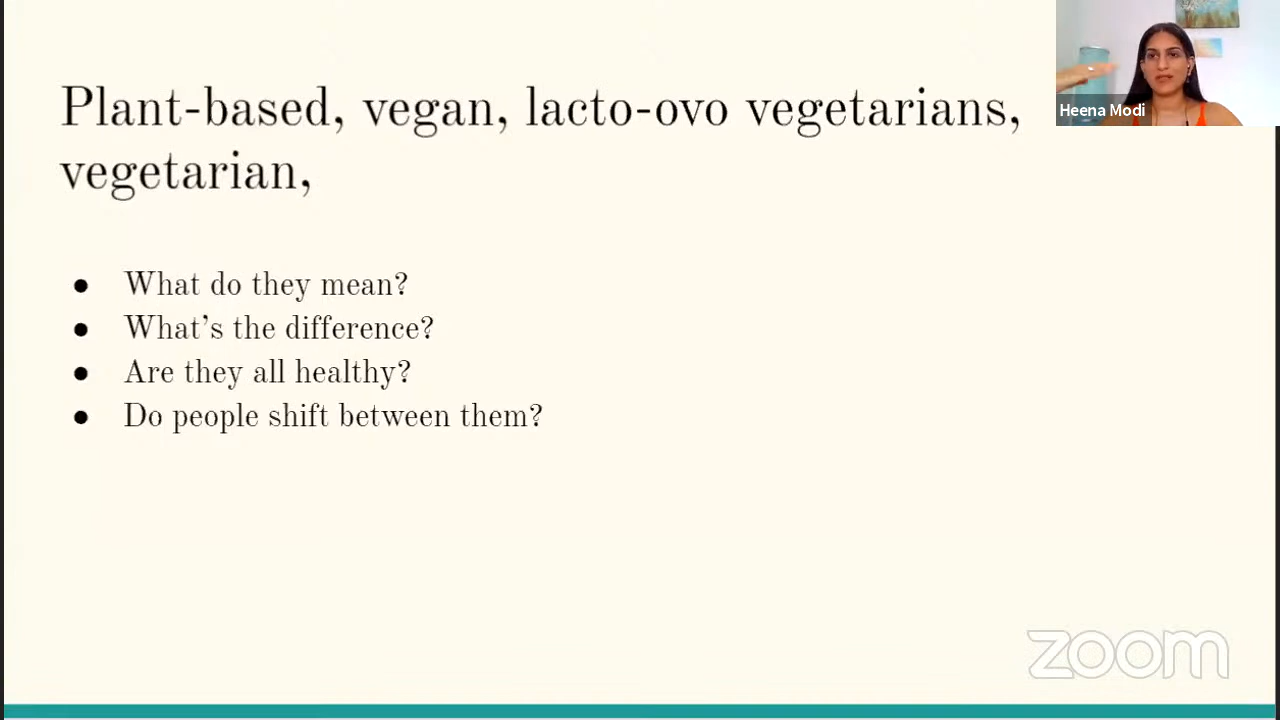 Plant-based, vegan, lacto-ovo vegetarians,
vegetarian,
● What do they mean?
● What's the difference?
● Are they all healthy?
● Do people shift between them?
Heena Modi
zoom